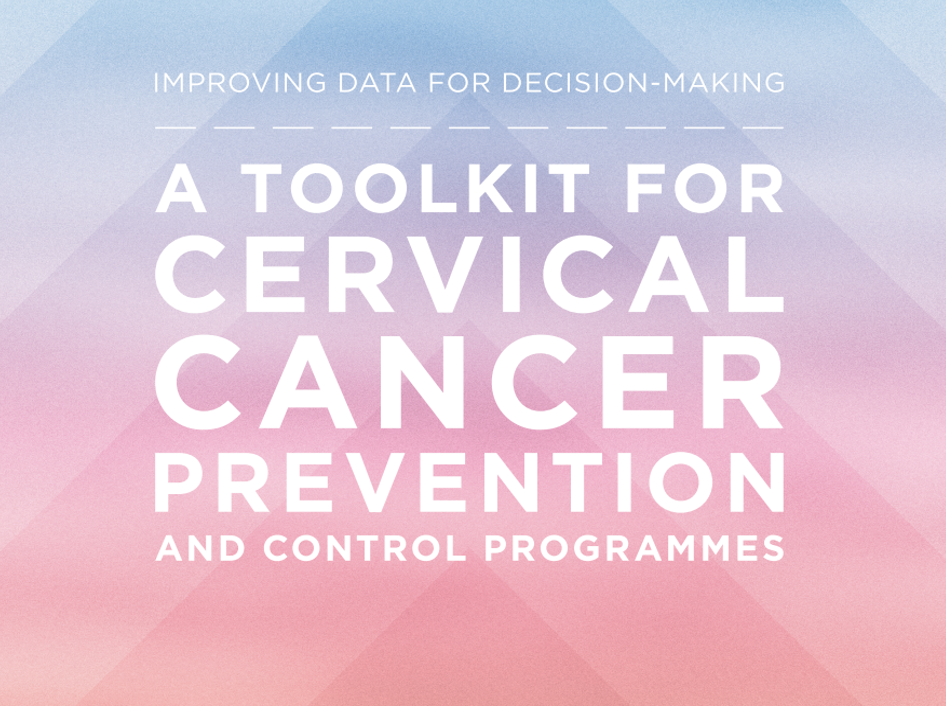 IMPROVING DATA FOR DECISION-MAKING
A TOOLKIT FOR
CERVICAL
CANCER
PREVENTION
AND CONTROL PROGRAMMES